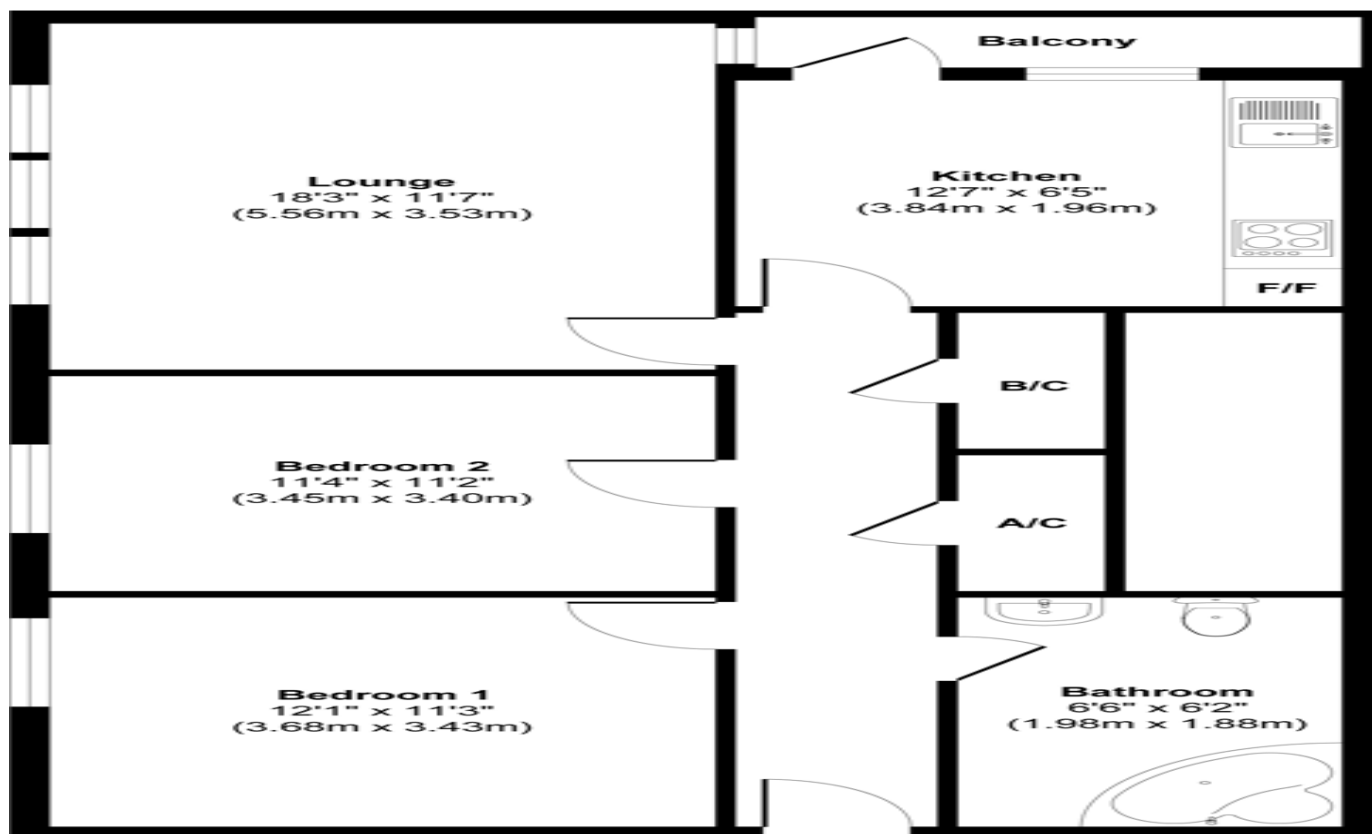 Balcony
Lounge
18'3" x 11'7"
(5.56m x 3.53m)
Kitchen
12'7" x 6'5"
(3.84m x 1.96m)
F/F
B/C
Bedroom 2
11'4" x 11'2"
(3.45m x 3.40m)
A/C
Bedroom 1
12'1" x 11'3"
(3.68m x 3.43m)
Bathroom
6'6" x 6'2"
(1.98m x 1.88m)